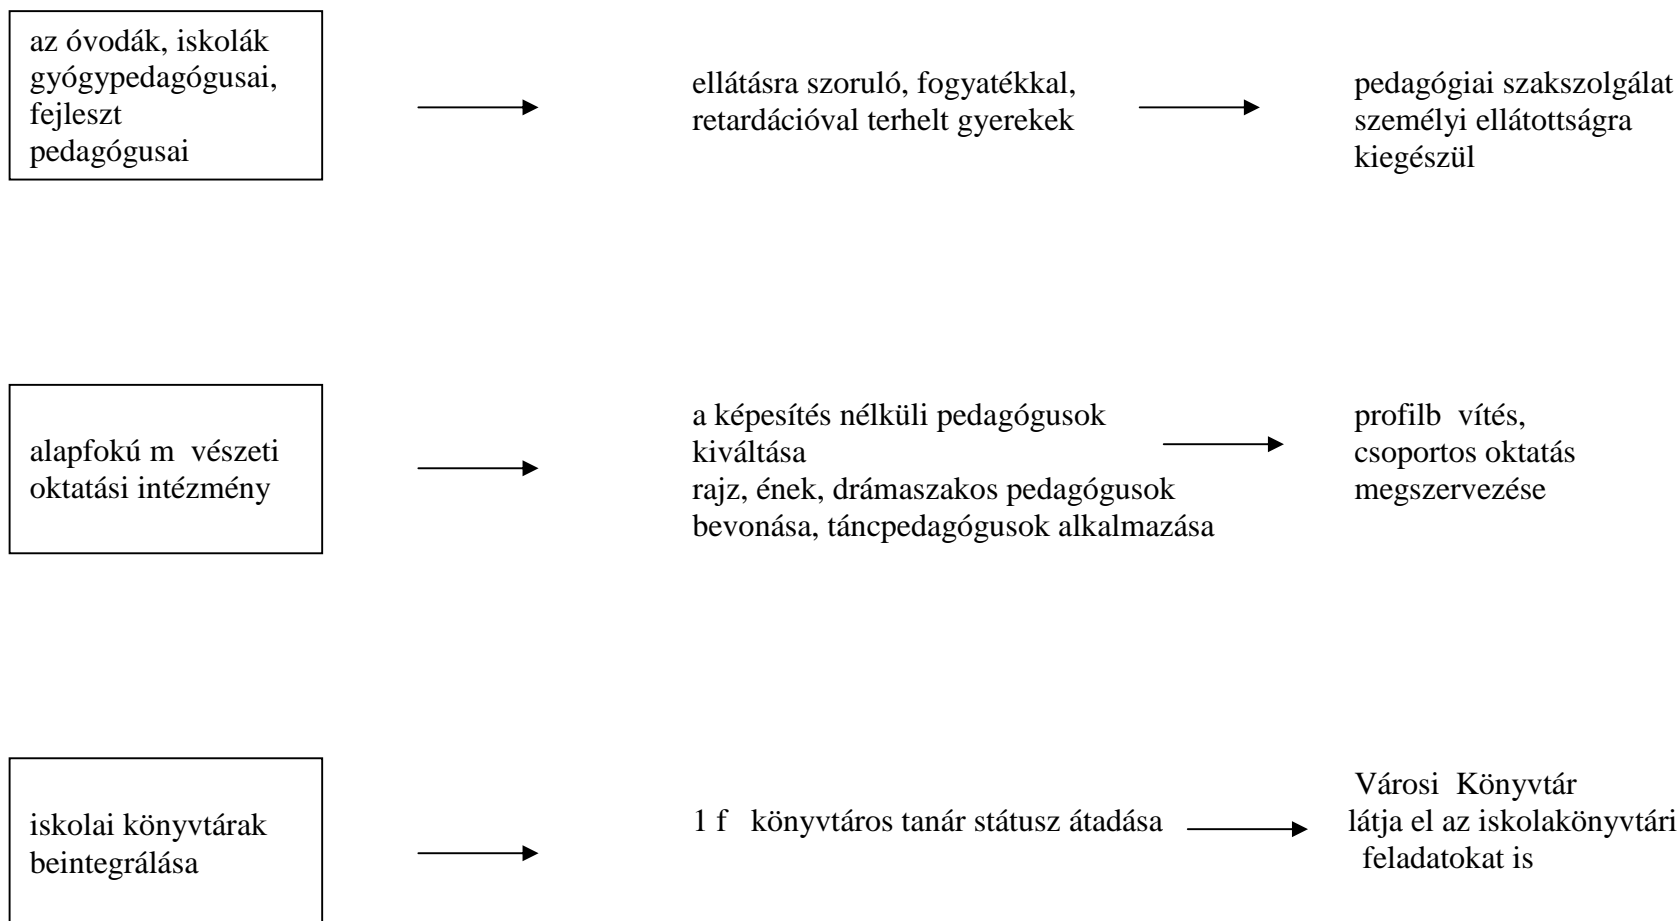 az óvodák, iskolák
gyógypedagógusai,
fejleszt
pedagógusai
ellátásra szoruló, fogyatékkal,
retardációval terhelt gyerekek
pedagógiai szakszolgálat
személyi ellátottságra
kiegészül
alapfokú m vészeti
oktatási intézmény
a képesítés nélküli pedagógusok
kiváltása
rajz, ének, drámaszakos pedagógusok
bevonása, táncpedagógusok alkalmazása
profilb vítés,
csoportos oktatás
megszervezése
iskolai könyvtárak
beintegrálása
1 f könyvtáros tanár státusz átadása
Városi Könyvtár
látja el az iskolakönyvtári
feladatokat is